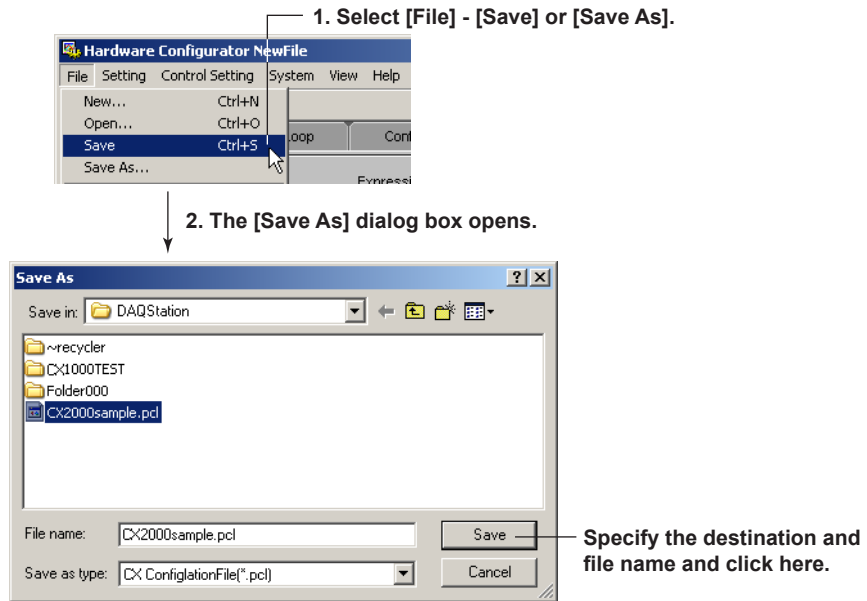 1. Select [File] - [Save] or [Save As].
Hardware Configurator NewFile
File Setting Control Setting System View Help
New... Ctrl+N
Open... Ctrl+O
Save Ctrl+S
Save As...
2. The [Save As] dialog box opens.
Save As
Save in: DAQStation
~recycler
CX1000TEST
Folder000
CX2000sample.pcl
File name: CX2000sample.pcl Save
Save as type: CX ConfiglationFile(*.pcl) Cancel
Specify the destination and
file name and click here.